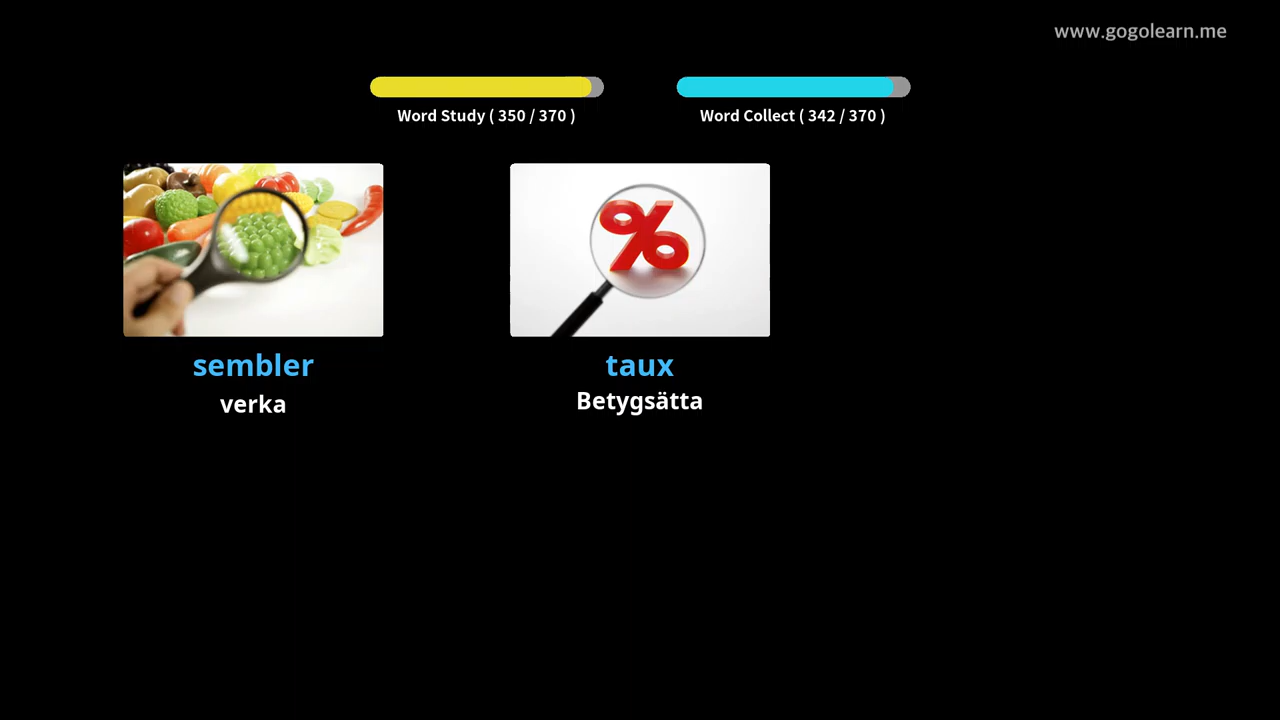 www.gogolearn.me
Word Study ( 350 / 370 )
Word Collect ( 342 / 370 )
sembler
verka
taux
Betygsätta
%